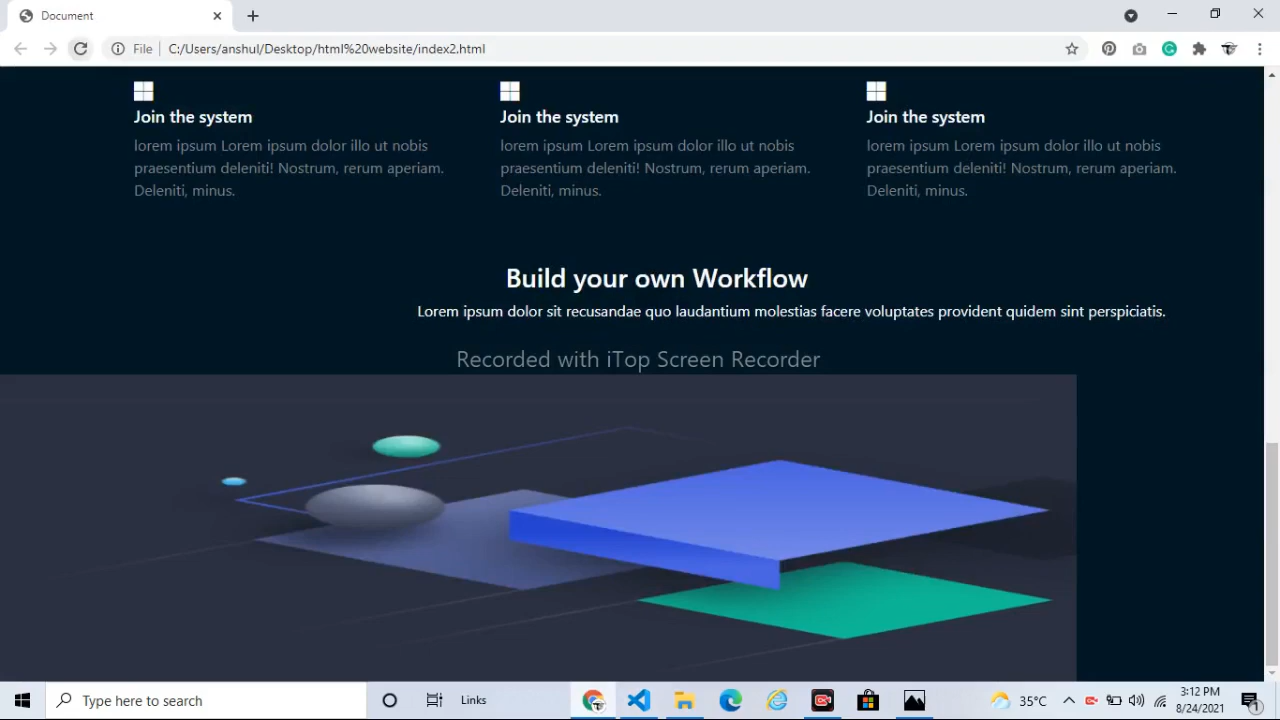 Document
File
C:/Users/anshul/Desktop/html%20website/index2.html
Join the system
lorem ipsum Lorem ipsum dolor illo ut nobis
praesentium deleniti! Nostrum, rerum aperiam.
Deleniti, minus.
Join the system
lorem ipsum Lorem ipsum dolor illo ut nobis
praesentium deleniti! Nostrum, rerum aperiam.
Deleniti, minus.
Join the system
lorem ipsum Lorem ipsum dolor illo ut nobis
praesentium deleniti! Nostrum, rerum aperiam.
Deleniti, minus.
Build your own Workflow
Lorem ipsum dolor sit recusandae quo laudantium molestias facere voluptates provident quidem sint perspiciatis.
Recorded with iTop Screen Recorder
Type here to search
Links
35°C
3:12 PM
8/24/2021
1